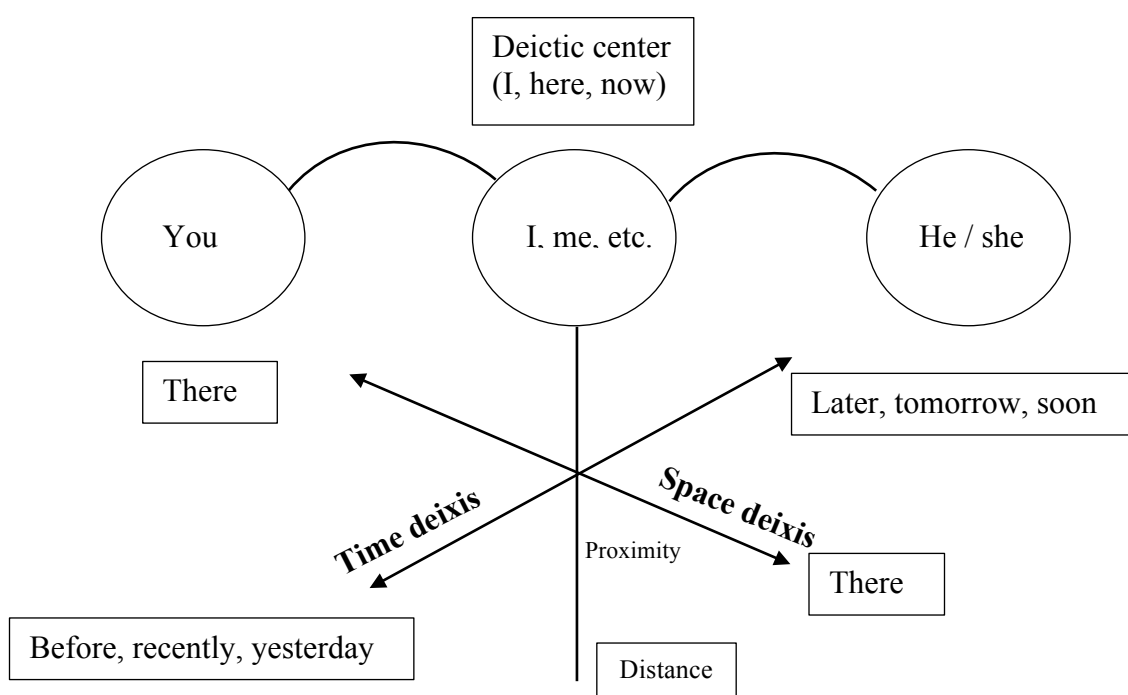 Deictic center
(I, here, now)
You
I, me, etc.
He / she
There
Later, tomorrow, soon
Time deixis
Space deixis
Proximity
There
Before, recently, yesterday
Distance